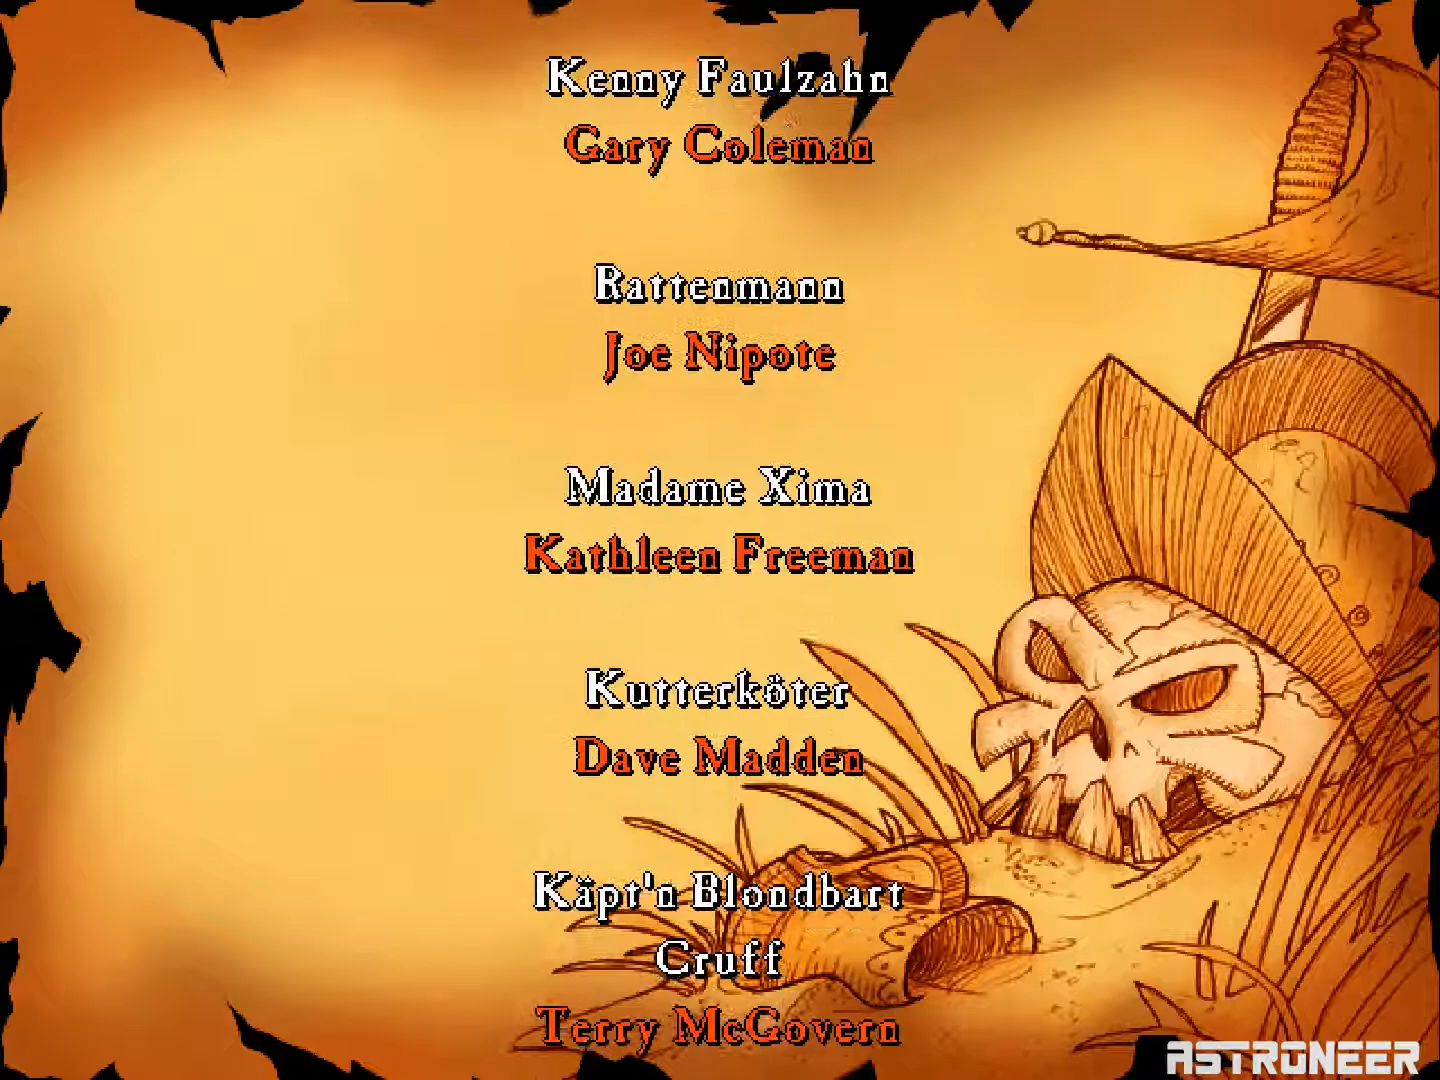 Kenny Faulzahn
Gary Coleman
Rattenmann
Joe Nipote
Madame Xima
Kathleen Freeman
Kutterköter
Dave Madden
Käpt'n Blondbart
Cruff
Terry McGovern
ASTRONEER